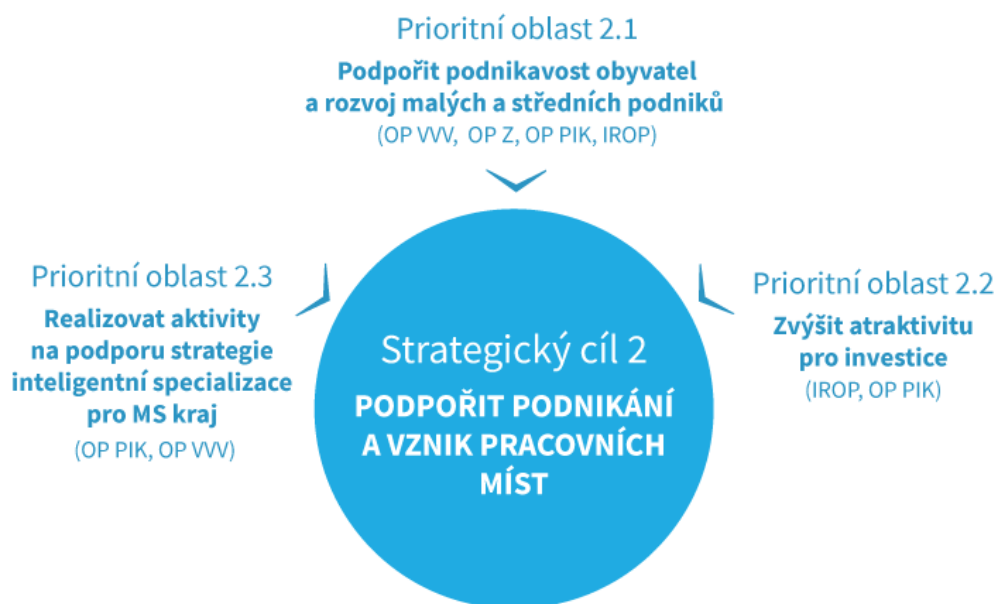 Prioritní oblast 2.1
Podpořit podnikavost obyvatel
a rozvoj malých a středních podniků
(OP VVV, OP Z, OP PIK, IROP)
Prioritní oblast 2.3
Realizovat aktivity
na podporu strategie
inteligentní specializace
pro MS kraj
(OP PIK, OP VVV)
Strategický cíl 2
PODPOŘIT PODNIKÁNÍ
A VZNIK PRACOVNÍCH
MÍST
Prioritní oblast 2.2
Zvýšit atraktivitu
pro investice
(IROP, OP PIK)